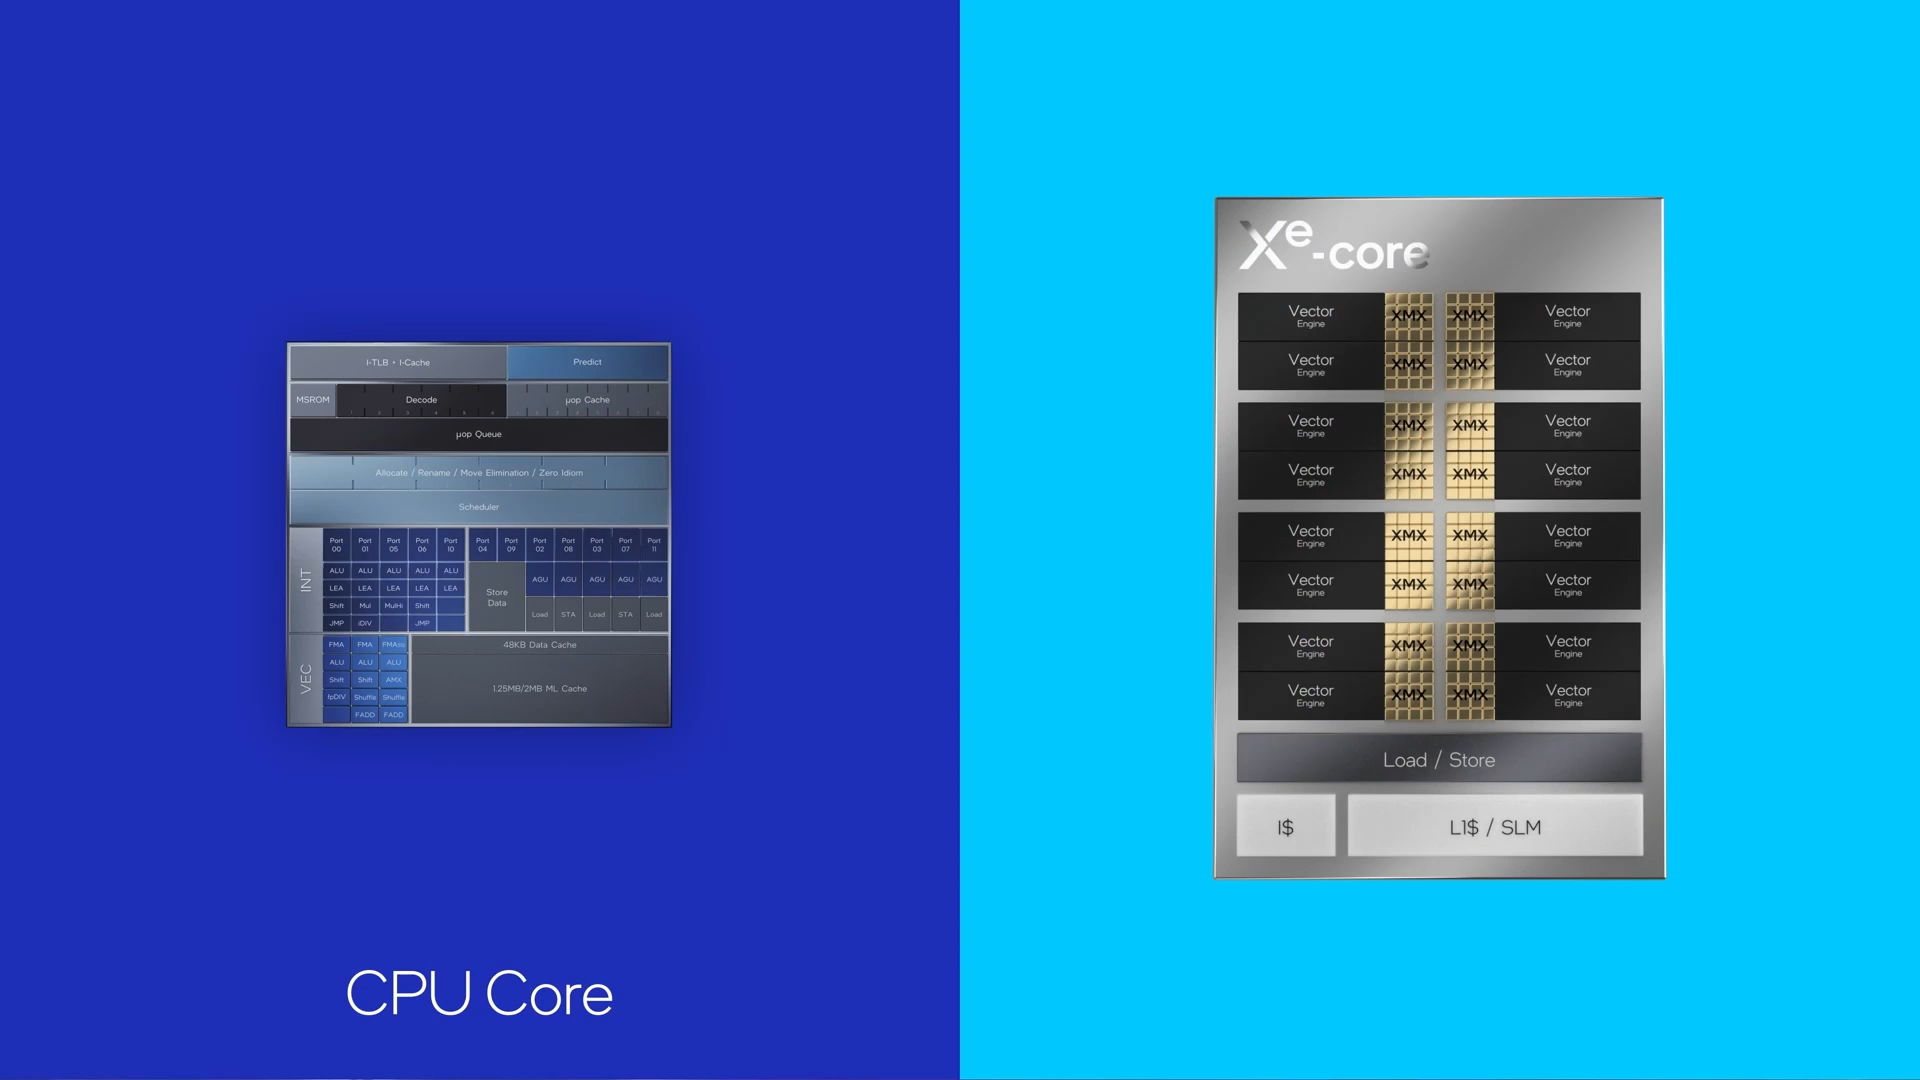 I-TLB + I-Cache
Predict
MSROM
Decode
μop Cache
1 2 3 4 5 6
μop Queue
Allocate / Rename / Move Elimination / Zero Idiom
Scheduler
INT
Port 00
Port 01
Port 05
Port 06
Port 10
Port 04
Port 09
Port 02
Port 08
Port 03
Port 07
Port 11
ALU ALU ALU ALU ALU
LEA LEA LEA LEA LEA
Shift Mul MulHi Shift
JMP iDIV JMP
Store
Data
AGU AGU AGU AGU AGU
Load STA Load STA Load
VEC
FMA FMA
ALU ALU ALU
Shift Shift AMX
fpDIV Shuffle Shuffle
FADD FADD
48KB Data Cache
1.25MB/2MB ML Cache
CPU Core
Xe-core
Vector
Engine
XMX XMX
Vector
Engine
Vector
Engine
XMX XMX
Vector
Engine
Vector
Engine
XMX XMX
Vector
Engine
Vector
Engine
XMX XMX
Vector
Engine
Vector
Engine
XMX XMX
Vector
Engine
Vector
Engine
XMX XMX
Vector
Engine
Vector
Engine
XMX XMX
Vector
Engine
Vector
Engine
XMX XMX
Vector
Engine
Load / Store
I$
L1$ / SLM